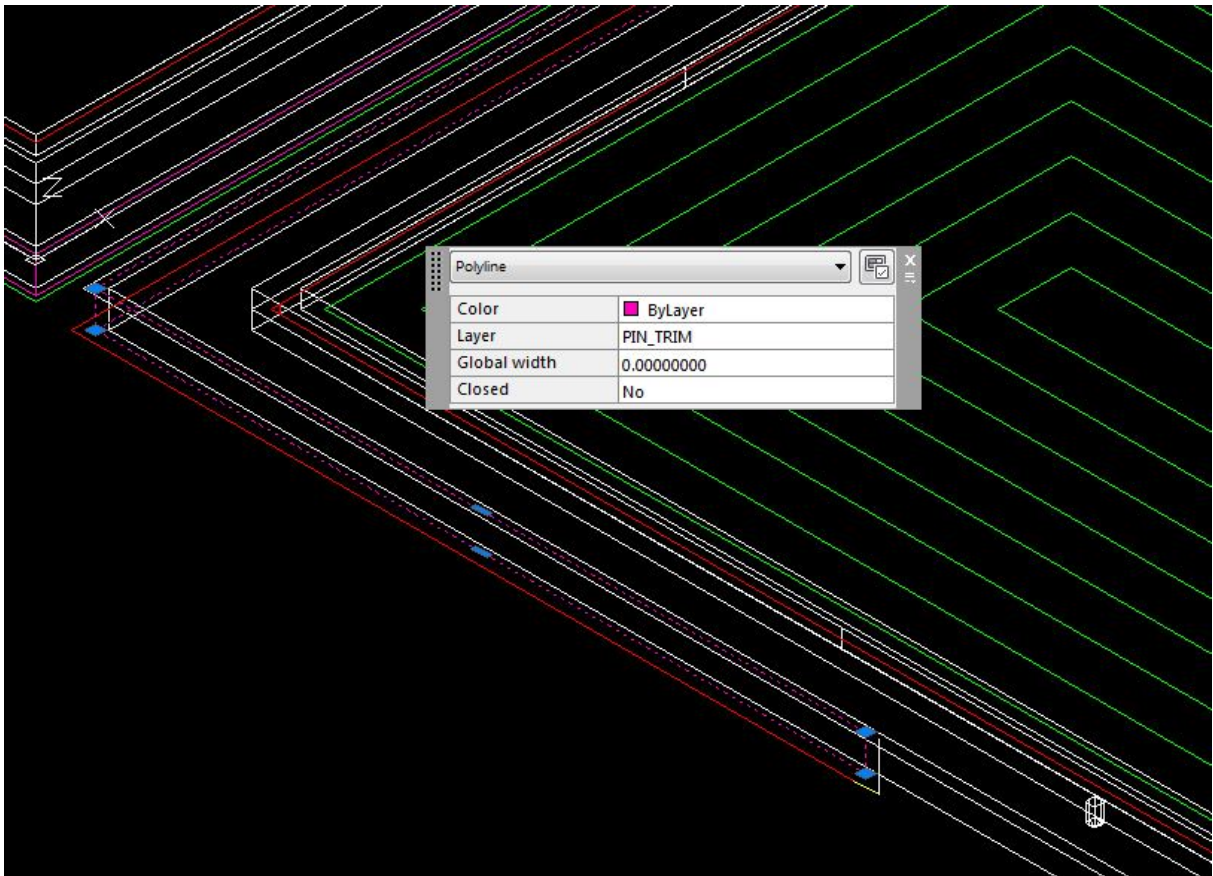 Z
X
Polyline
Color ByLayer
Layer PIN_TRIM
Global width 0.00000000
Closed No